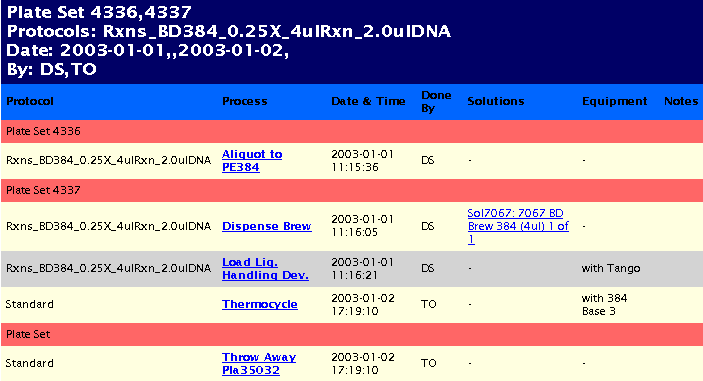 Plate Set 4336,4337
Protocols: Rxns_BD384_0.25X_4ulRxn_2.0ulDNA
Date: 2003-01-01,,2003-01-02,
By: DS,TO
Protocol Process Date & Time Done By Solutions Equipment Notes
Plate Set 4336
Rxns_BD384_0.25X_4ulRxn_2.0ulDNA Aliquot to PE384 2003-01-01 11:15:36 DS - -
Plate Set 4337
Rxns_BD384_0.25X_4ulRxn_2.0ulDNA Dispense Brew 2003-01-01 11:16:05 DS Sol7067: 7067 BD Brew 384 (4ul) 1 of 1 -
Rxns_BD384_0.25X_4ulRxn_2.0ulDNA Load Liq. Handling Dev. 2003-01-01 11:16:21 DS - with Tango
Standard Thermocycle 2003-01-02 17:19:10 TO - with 384 Base 3
Plate Set
Standard Throw Away Pla35032 2003-01-02 17:19:10 TO - -